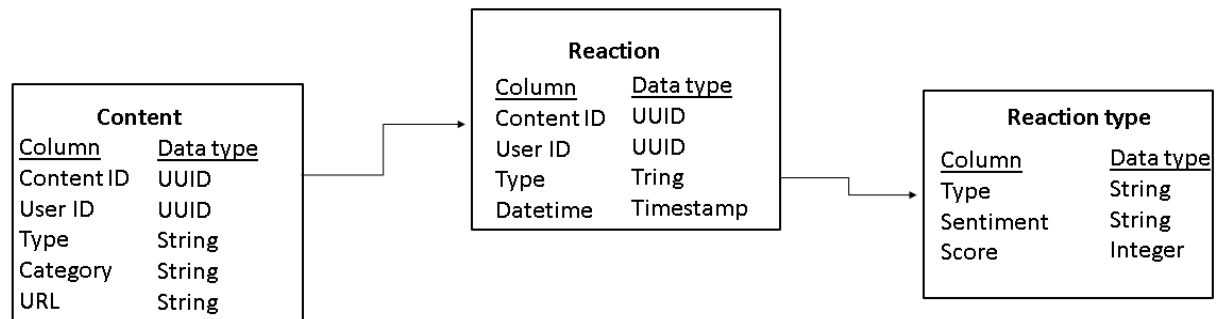 Content
Column Data type
Content ID UUID
User ID UUID
Type String
Category String
URL String
Reaction
Column Data type
Content ID UUID
User ID UUID
Type Tring
Datetime Timestamp
Reaction type
Column Data type
Type String
Sentiment String
Score Integer